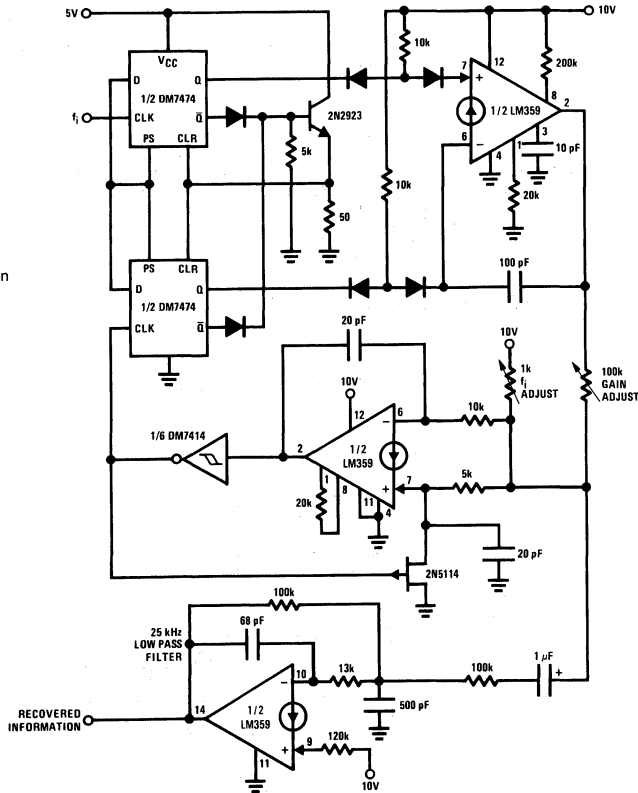 5V
10V
VCC
D
Q
1/2 DM7474
fi
CLK
Q̅
PS
CLR
2N2923
5k
50
10k
10k
7
+
12
200k
8
2
1/2 LM359
6
−
4
1
3
10 pF
20k
n
PS
CLR
D
Q
1/2 DM7474
CLK
Q̅
100 pF
20 pF
10V
1k
fi
ADJUST
100k
GAIN
ADJUST
10V
12
6
−
10k
1/6 DM7414
2
1/2
LM359
+
7
5k
1
20k
8
11
4
20 pF
2N5114
100k
25 kHz
LOW PASS
FILTER
68 pF
10
−
13k
100k
1 µF
+
500 pF
RECOVERED
INFORMATION
14
1/2
LM359
+
9
120k
11
10V